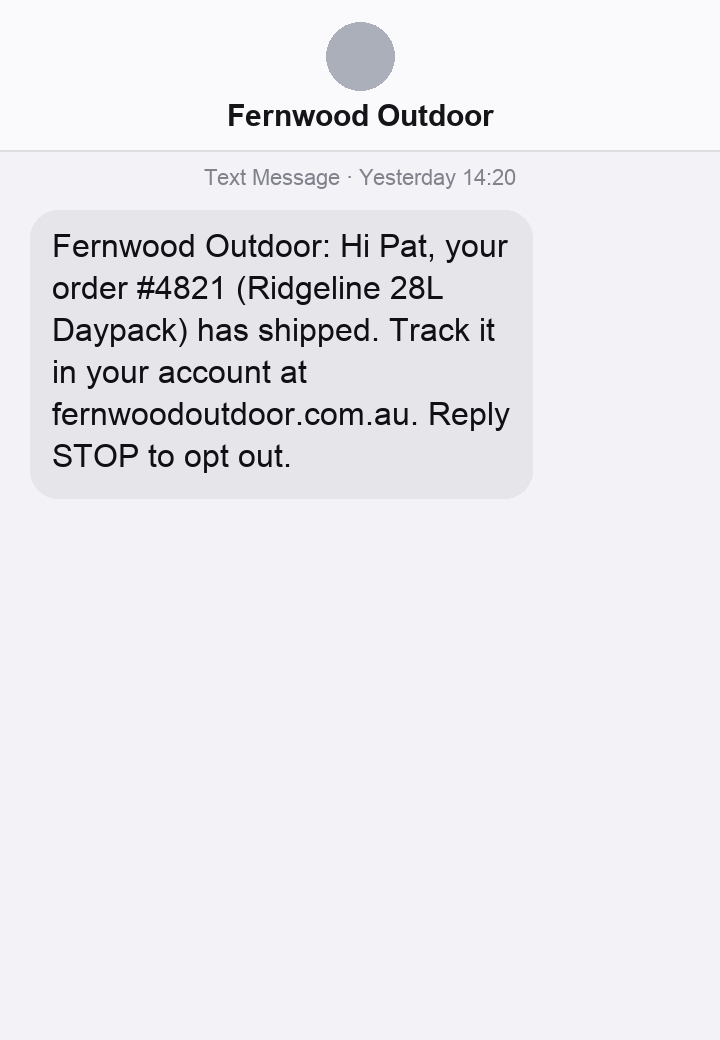 Fernwood Outdoor
Text Message · Yesterday 14:20
Fernwood Outdoor: Hi Pat, your
order #4821 (Ridgeline 28L
Daypack) has shipped. Track it
in your account at
fernwoodoutdoor.com.au. Reply
STOP to opt out.